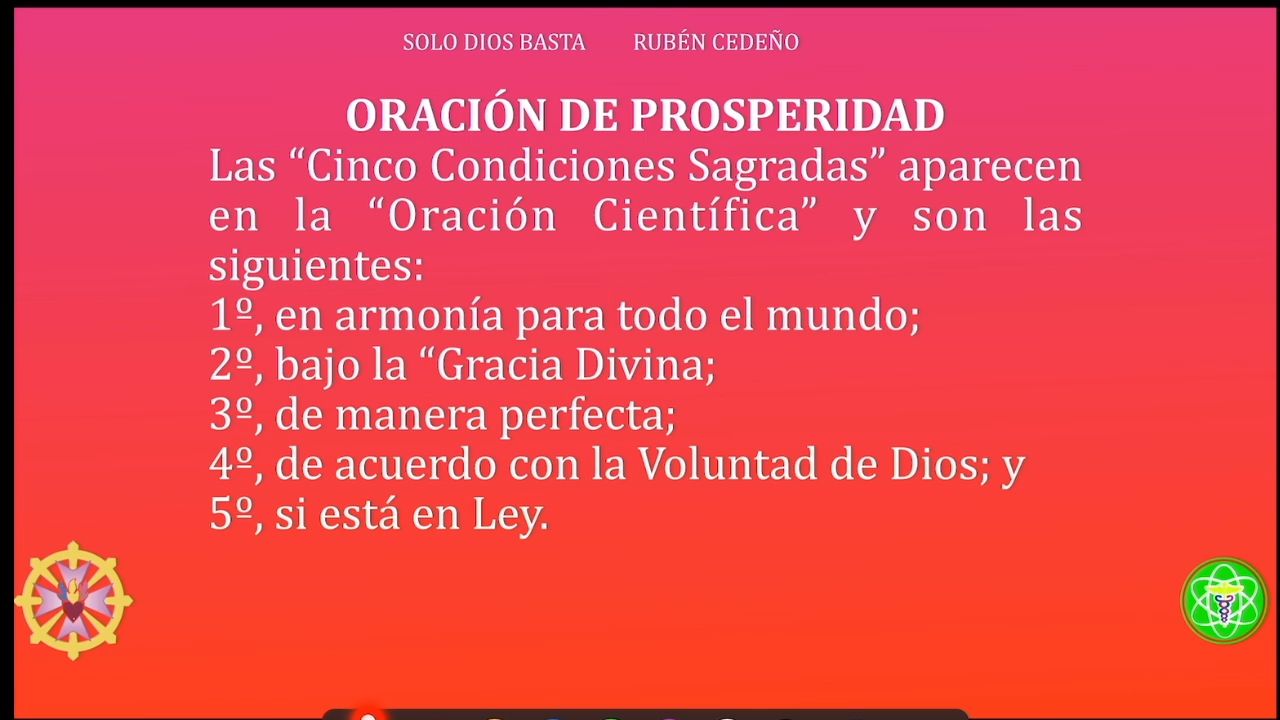 SOLO DIOS BASTA RUBÉN CEDEÑO
ORACIÓN DE PROSPERIDAD
Las “Cinco Condiciones Sagradas” aparecen
en la “Oración Científica” y son las
siguientes:
1º, en armonía para todo el mundo;
2º, bajo la “Gracia Divina;
3º, de manera perfecta;
4º, de acuerdo con la Voluntad de Dios; y
5º, si está en Ley.